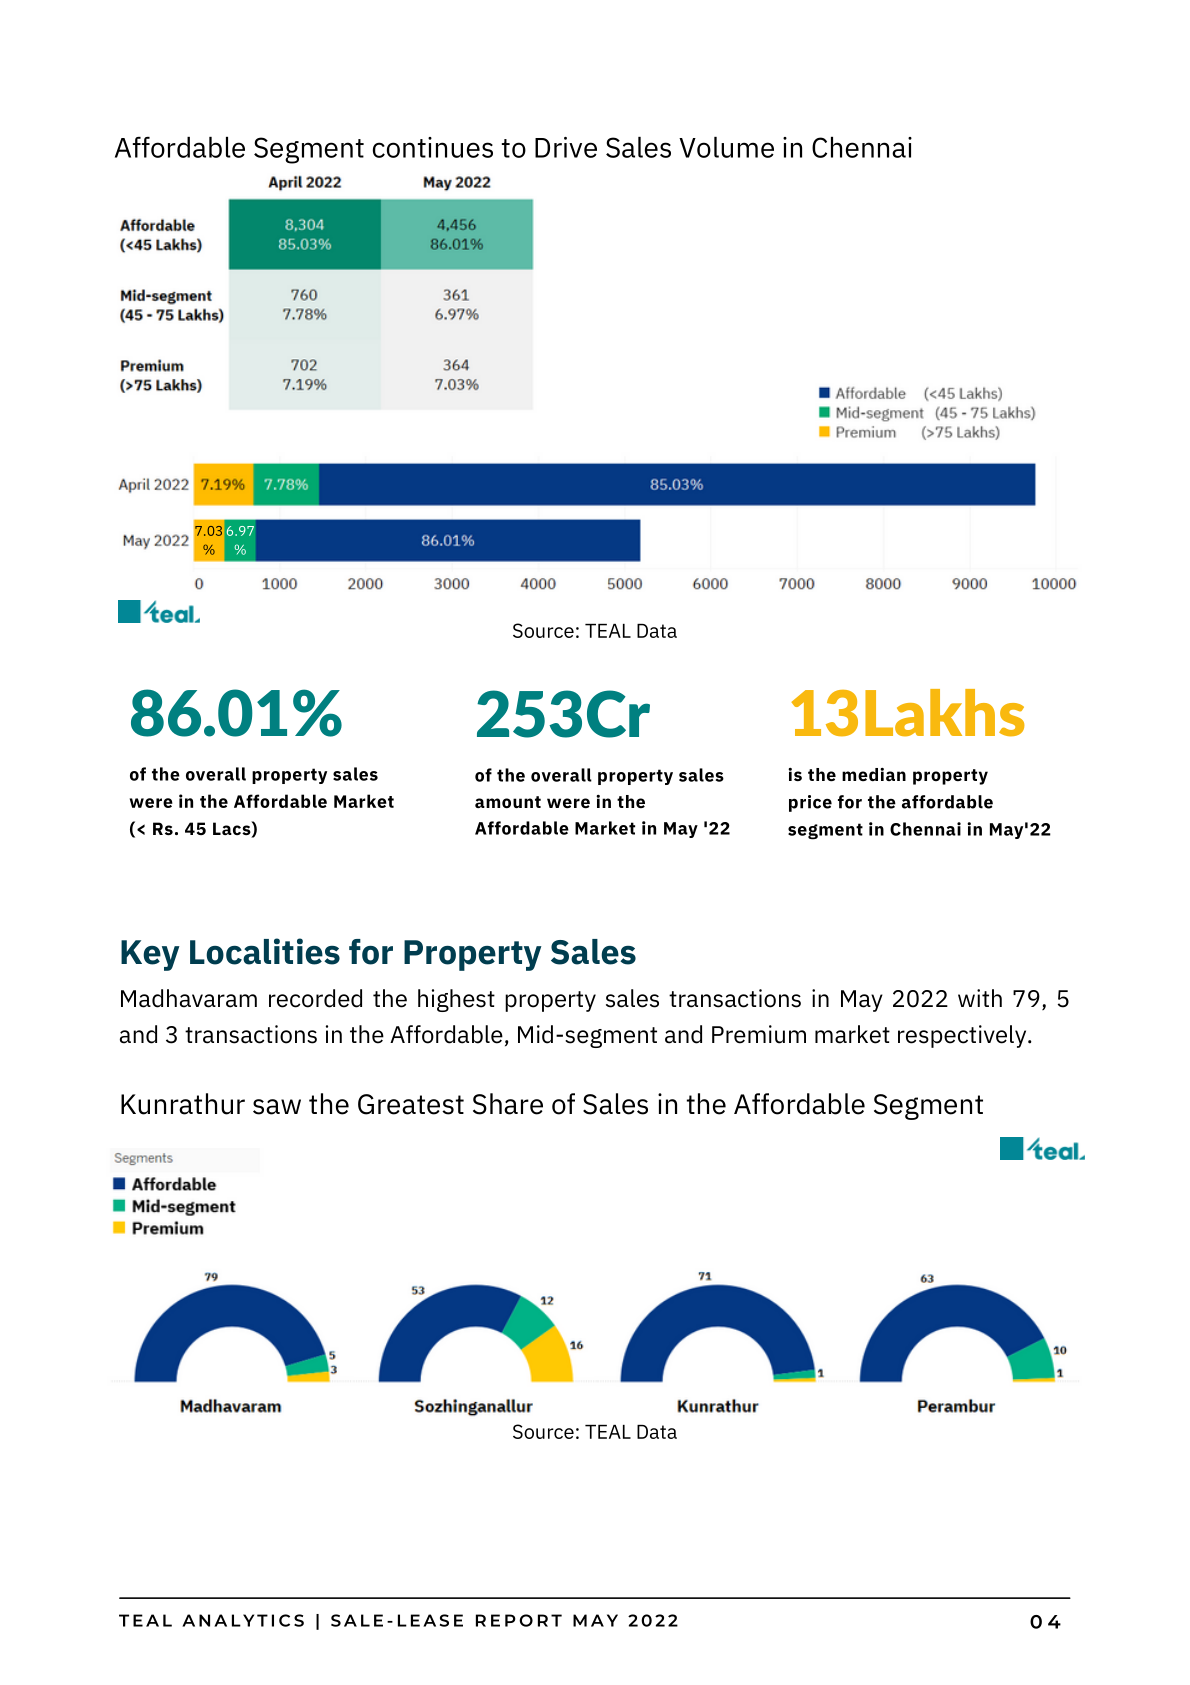 Affordable Segment continues to Drive Sales Volume in Chennai
April 2022 May 2022
Affordable
(<45 Lakhs)
8,304
85.03%
4,456
86.01%
Mid-segment
(45 - 75 Lakhs)
760
7.78%
361
6.97%
Premium
(>75 Lakhs)
702
7.19%
364
7.03%
Affordable (<45 Lakhs)
Mid-segment (45 - 75 Lakhs)
Premium (>75 Lakhs)
April 2022 7.19% 7.78% 85.03%
May 2022 7.03 % 6.97 % 86.01%
0 1000 2000 3000 4000 5000 6000 7000 8000 9000 10000
teal.
Source: TEAL Data
86.01%
of the overall property sales
were in the Affordable Market
(< Rs. 45 Lacs)
253Cr
of the overall property sales
amount were in the
Affordable Market in May '22
13Lakhs
is the median property
price for the affordable
segment in Chennai in May'22
Key Localities for Property Sales
Madhavaram recorded the highest property sales transactions in May 2022 with 79, 5
and 3 transactions in the Affordable, Mid-segment and Premium market respectively.
Kunrathur saw the Greatest Share of Sales in the Affordable Segment
teal.
Segments
Affordable
Mid-segment
Premium
79
5
3
Madhavaram
53
12
16
Sozhinganallur
71
1
Kunrathur
63
10
1
Perambur
Source: TEAL Data
TEAL ANALYTICS | SALE-LEASE REPORT MAY 2022 04